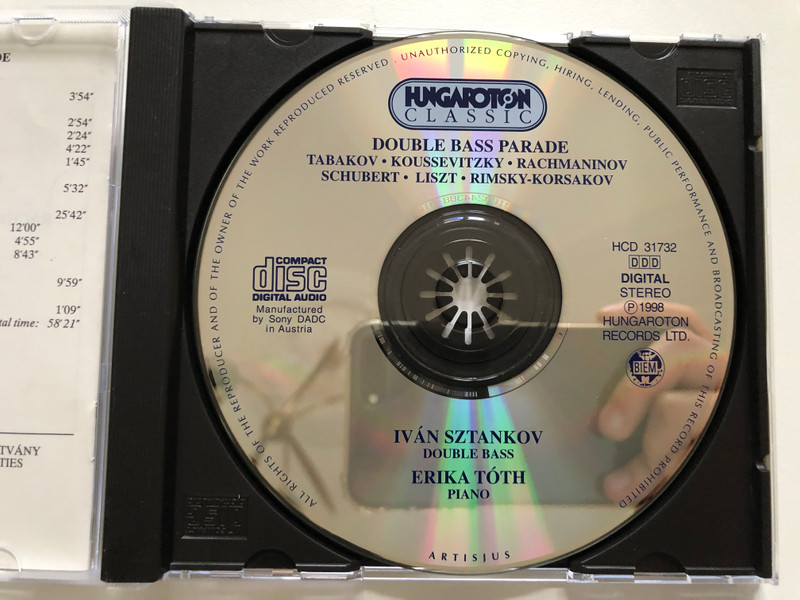 DE
3'54"
2'54"
2'24"
4'22"
1'45"
5'32"
25'42"
12'00"
4'55"
8'43"
9'59"
1'09"
tal time: 58'21"
TVÁNY
TIES
ALL RIGHTS OF THE REPRODUCER AND OF THE OWNER OF THE WORK REPRODUCED RESERVED · UNAUTHORIZED COPYING, HIRING, LENDING, PUBLIC PERFORMANCE AND BROADCASTING OF THIS RECORD PROHIBITED
HUNGAROTON
CLASSIC
DOUBLE BASS PARADE
TABAKOV • KOUSSEVITZKY • RACHMANINOV
SCHUBERT • LISZT • RIMSKY-KORSAKOV
COMPACT
disc
DIGITAL AUDIO
Manufactured
by Sony DADC
in Austria
HCD 31732
DDD
DIGITAL
STEREO
Ⓟ 1998
HUNGAROTON
RECORDS LTD.
BIEM
IVÁN SZTANKOV
DOUBLE BASS
ERIKA TÓTH
PIANO
ARTISJUS